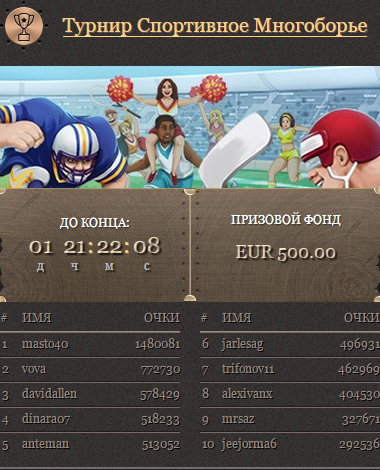 Турнир Спортивное Многоборье
ДО КОНЦА:
01 21:22:08
д ч м с
ПРИЗОВОЙ ФОНД
EUR 500.00
# ИМЯ ОЧКИ
1 masto40 1480081
2 vova 772730
3 davidallen 578429
4 dinara07 518233
5 anteman 513052
# ИМЯ ОЧКИ
6 jarlesag 496931
7 trifonov11 462969
8 alexivanx 404530
9 mrsaz 327671
10 jeejorma6 292536